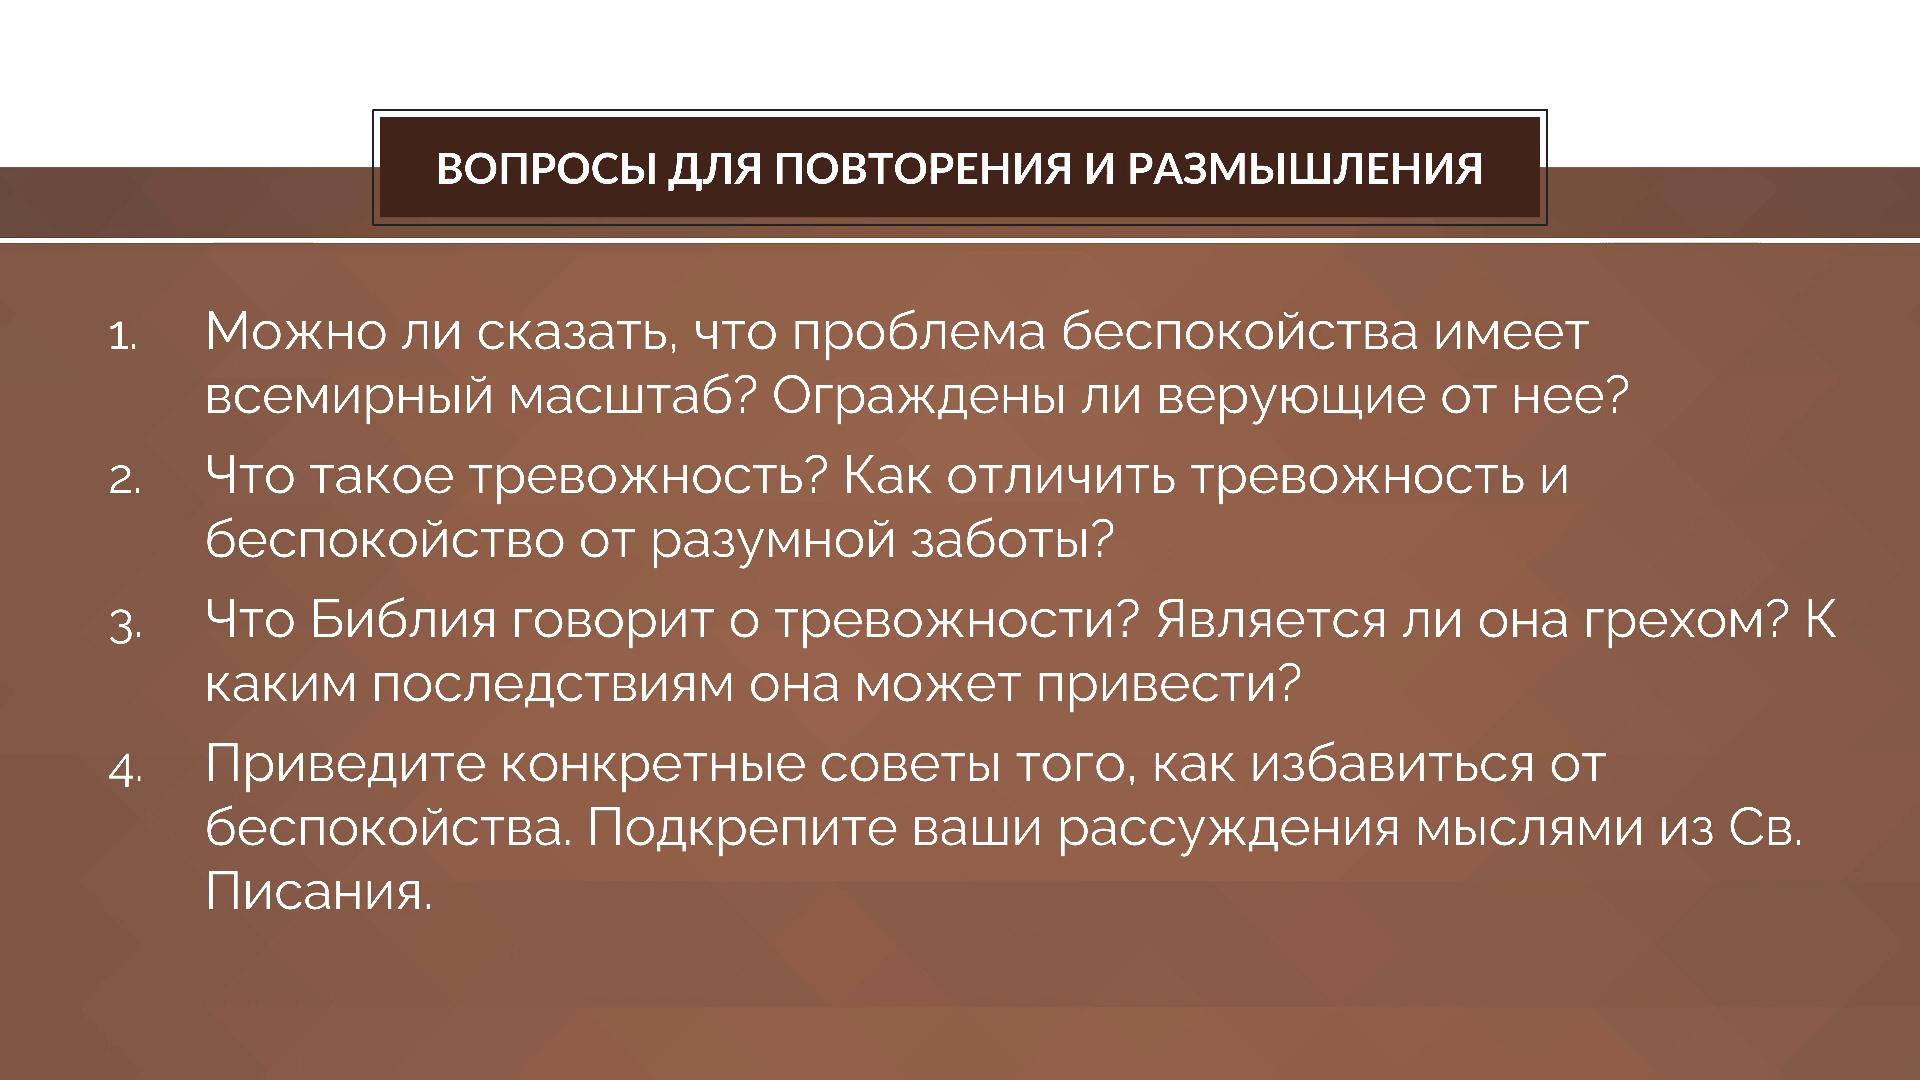 ВОПРОСЫ ДЛЯ ПОВТОРЕНИЯ И РАЗМЫШЛЕНИЯ
1. Можно ли сказать, что проблема беспокойства имеет
всемирный масштаб? Ограждены ли верующие от нее?
2. Что такое тревожность? Как отличить тревожность и
беспокойство от разумной заботы?
3. Что Библия говорит о тревожности? Является ли она грехом? К
каким последствиям она может привести?
4. Приведите конкретные советы того, как избавиться от
беспокойства. Подкрепите ваши рассуждения мыслями из Св.
Писания.